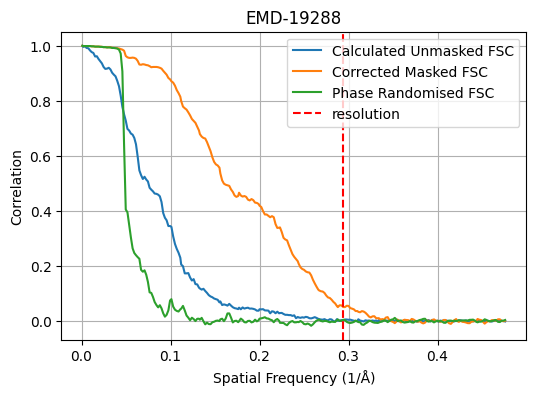 EMD-19288
Calculated Unmasked FSC
Corrected Masked FSC
Phase Randomised FSC
resolution
Correlation
1.0
0.8
0.6
0.4
0.2
0.0
0.0 0.1 0.2 0.3 0.4
Spatial Frequency (1/Å)